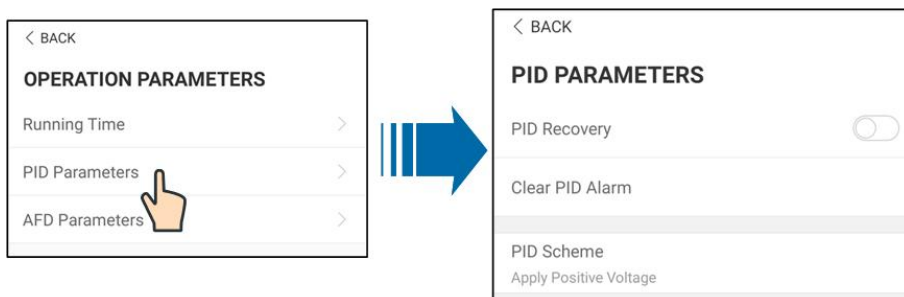 < BACK
OPERATION PARAMETERS
Running Time
PID Parameters
AFD Parameters
< BACK
PID PARAMETERS
PID Recovery
Clear PID Alarm
PID Scheme
Apply Positive Voltage